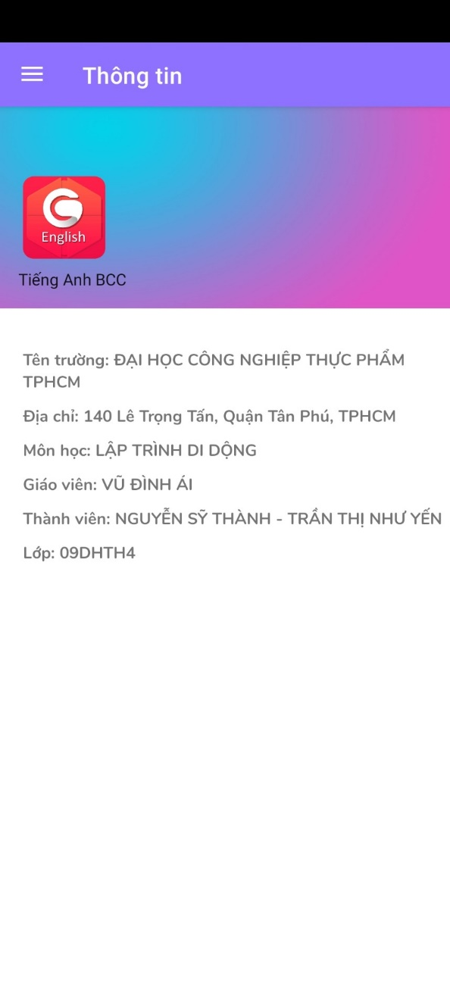 Thông tin
English
Tiếng Anh BCC
Tên trường: ĐẠI HỌC CÔNG NGHIỆP THỰC PHẨM
TPHCM
Địa chỉ: 140 Lê Trọng Tấn, Quận Tân Phú, TPHCM
Môn học: LẬP TRÌNH DI DỘNG
Giáo viên: VŨ ĐÌNH ÁI
Thành viên: NGUYỄN SỸ THÀNH - TRẦN THỊ NHƯ YẾN
Lớp: 09DHTH4